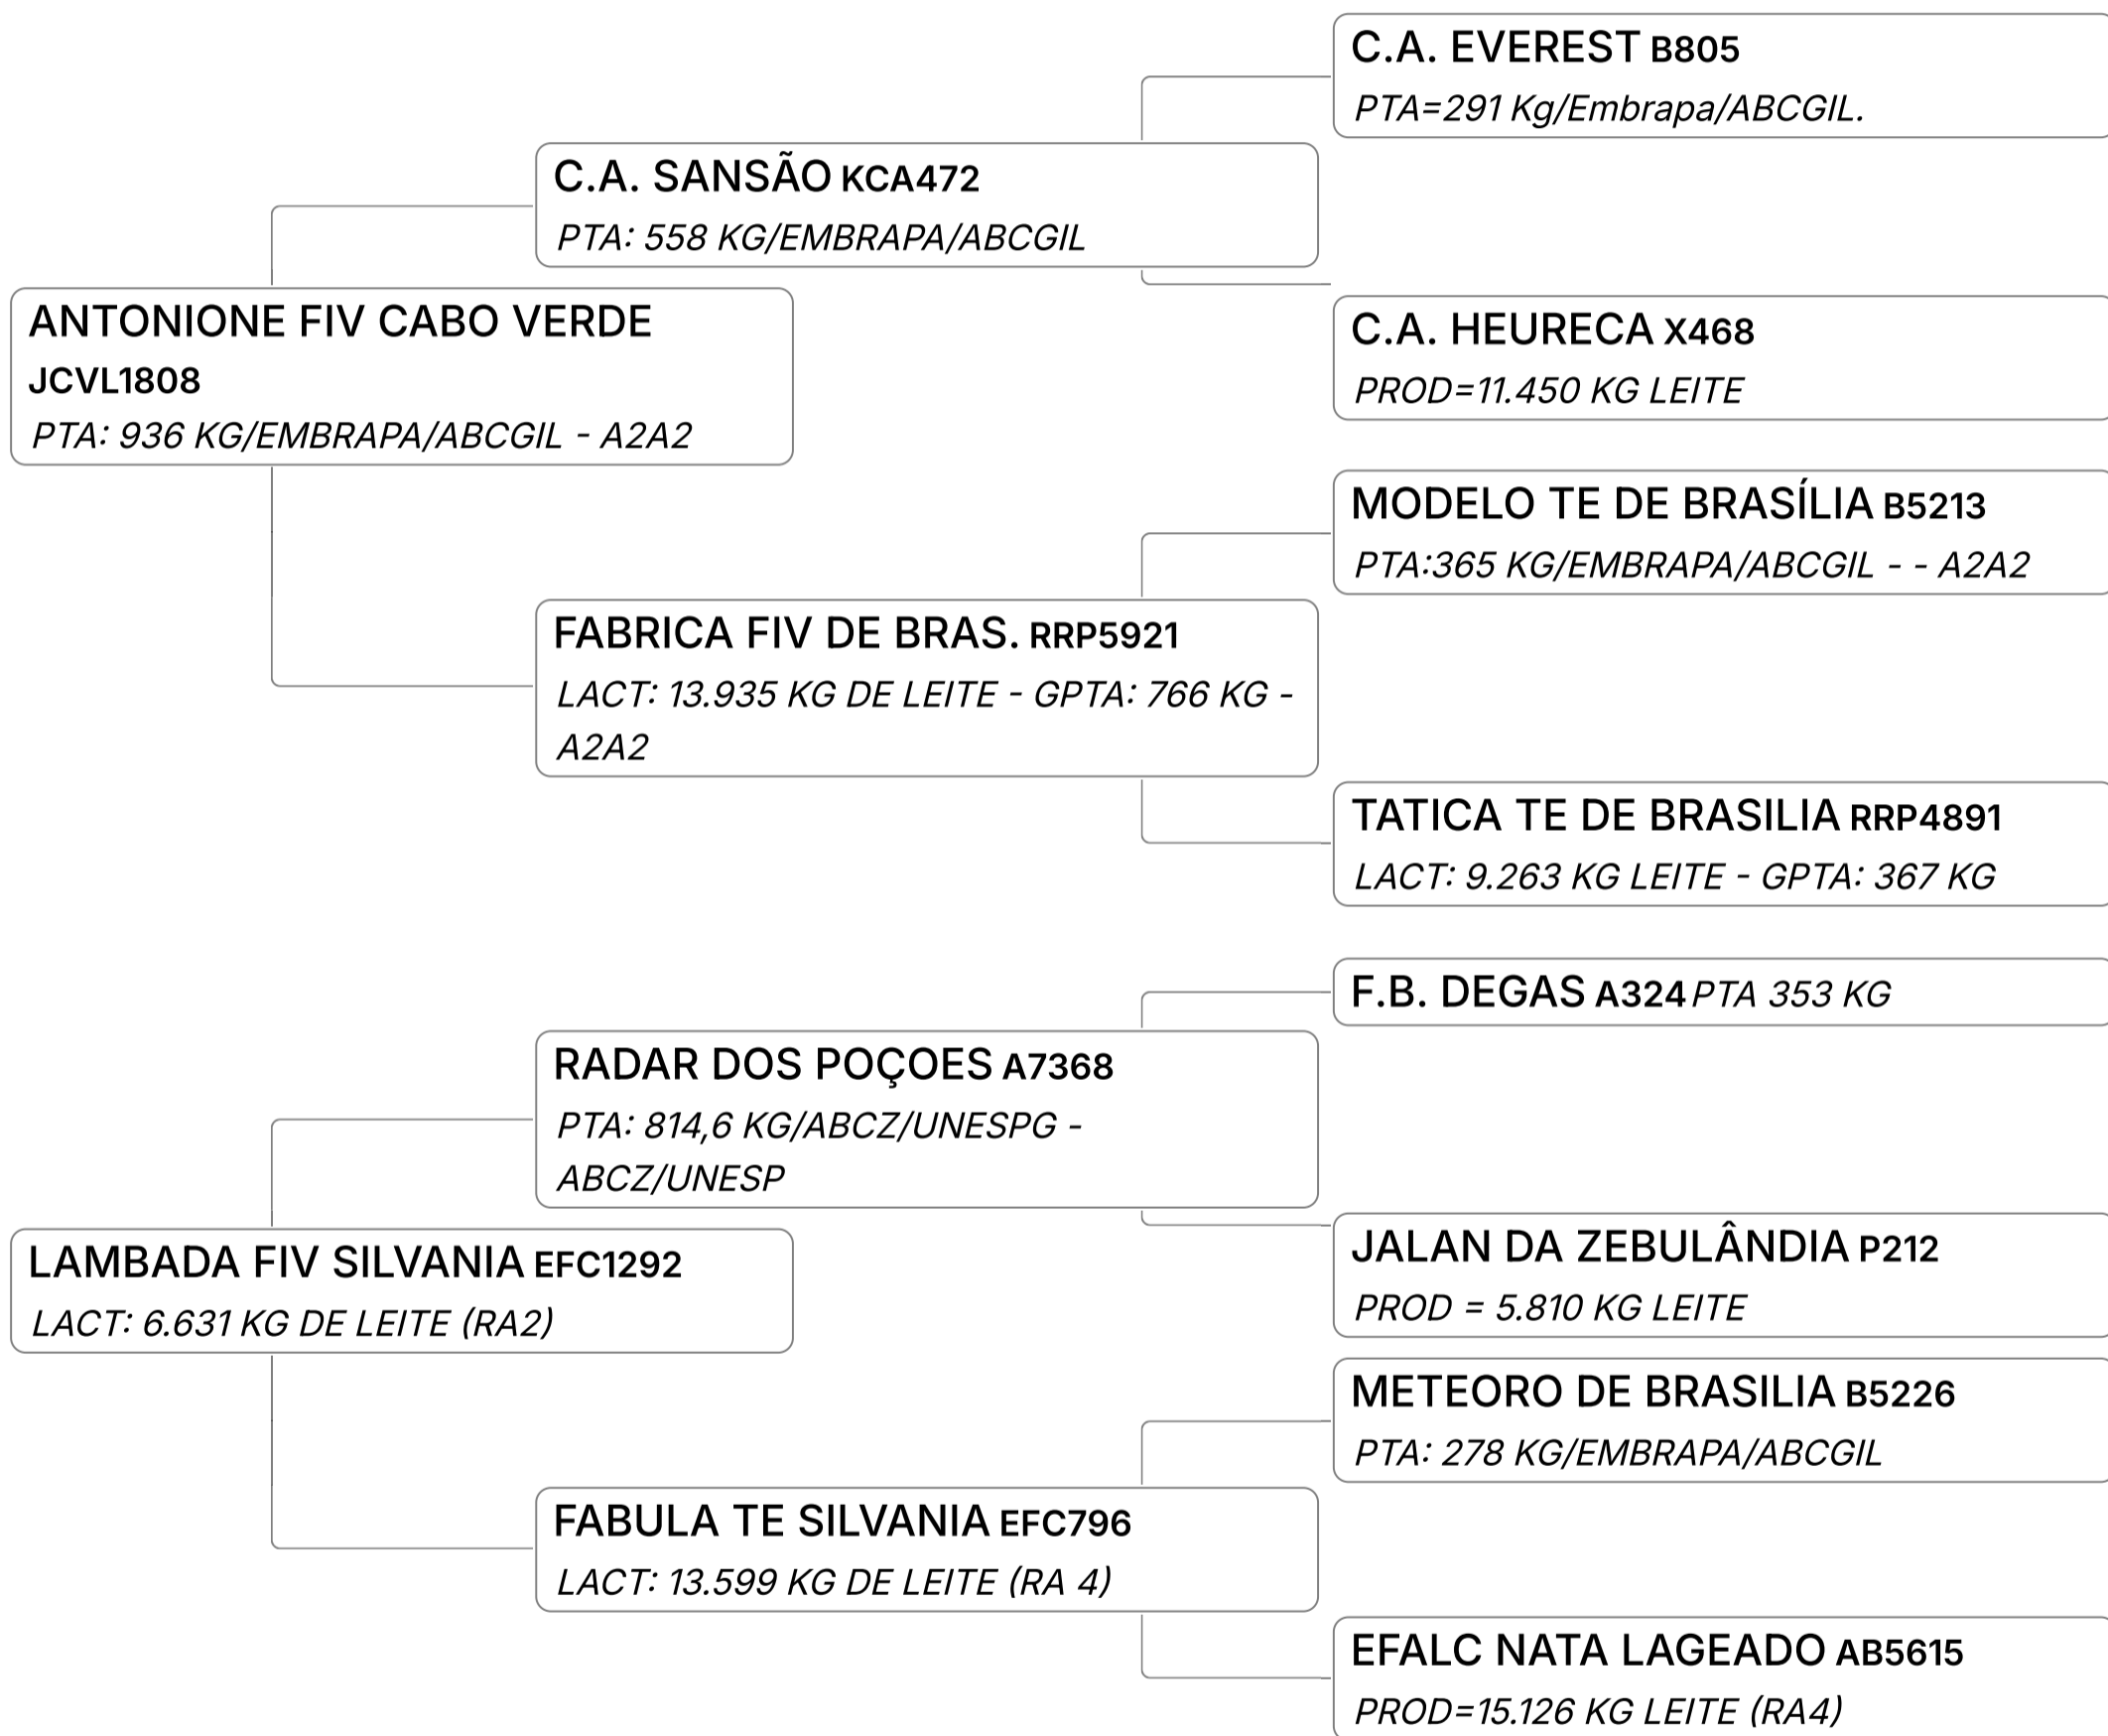 C.A. EVEREST B805
PTA=291 Kg/Embrapa/ABCGIL.
C.A. SANSÃO KCA472
PTA: 558 KG/EMBRAPA/ABCGIL
ANTONIONE FIV CABO VERDE
JCVL1808
PTA: 936 KG/EMBRAPA/ABCGIL - A2A2
C.A. HEURECA X468
PROD=11.450 KG LEITE
MODELO TE DE BRASÍLIA B5213
PTA:365 KG/EMBRAPA/ABCGIL - - A2A2
FABRICA FIV DE BRAS. RRP5921
LACT: 13.935 KG DE LEITE - GPTA: 766 KG -
A2A2
TATICA TE DE BRASILIA RRP4891
LACT: 9.263 KG LEITE - GPTA: 367 KG
F.B. DEGAS A324 PTA 353 KG
RADAR DOS POÇOES A7368
PTA: 814,6 KG/ABCZ/UNESPG -
ABCZ/UNESP
LAMBADA FIV SILVANIA EFC1292
LACT: 6.631 KG DE LEITE (RA2)
JALAN DA ZEBULÂNDIA P212
PROD = 5.810 KG LEITE
METEORO DE BRASILIA B5226
PTA: 278 KG/EMBRAPA/ABCGIL
FABULA TE SILVANIA EFC796
LACT: 13.599 KG DE LEITE (RA 4)
EFALC NATA LAGEADO AB5615
PROD=15.126 KG LEITE (RA4)